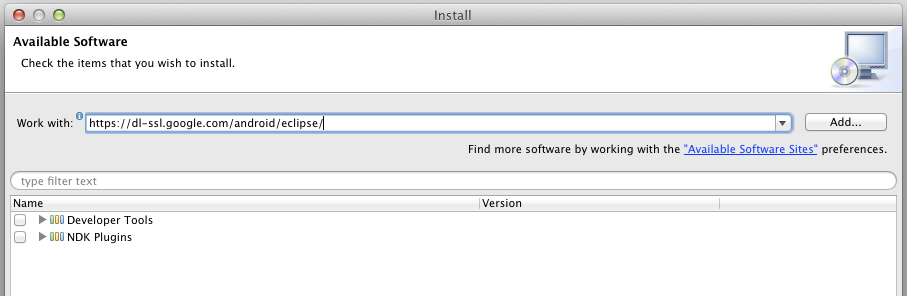 Install
Available Software
Check the items that you wish to install.
Work with: https://dl-ssl.google.com/android/eclipse/ Add...
Find more software by working with the "Available Software Sites" preferences.
type filter text
Name Version
Developer Tools
NDK Plugins